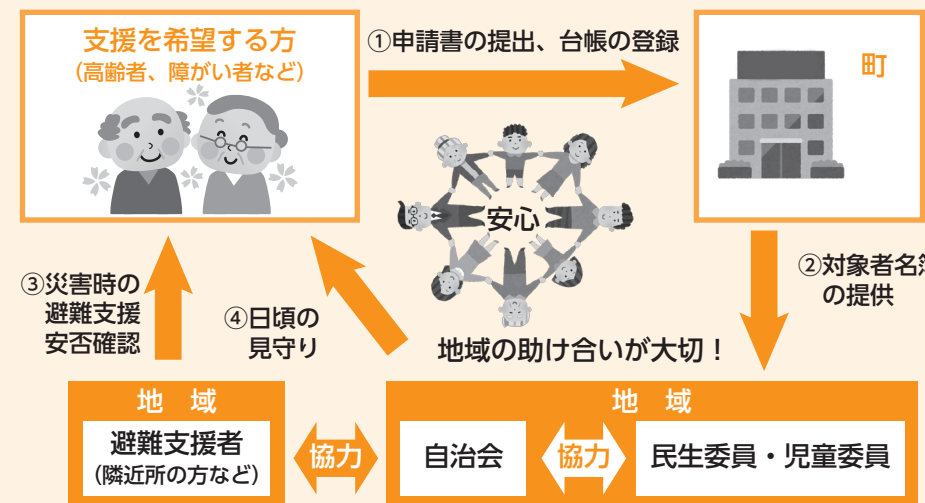 支援を希望する方
(高齢者、障がい者など)
①申請書の提出、台帳の登録
町
安心
②対象者名簿
の提供
③災害時の
避難支援
安否確認
④日頃の
見守り
地域の助け合いが大切！
地　域
避難支援者
(隣近所の方など)
協力
地　域
自治会
協力
民生委員・児童委員